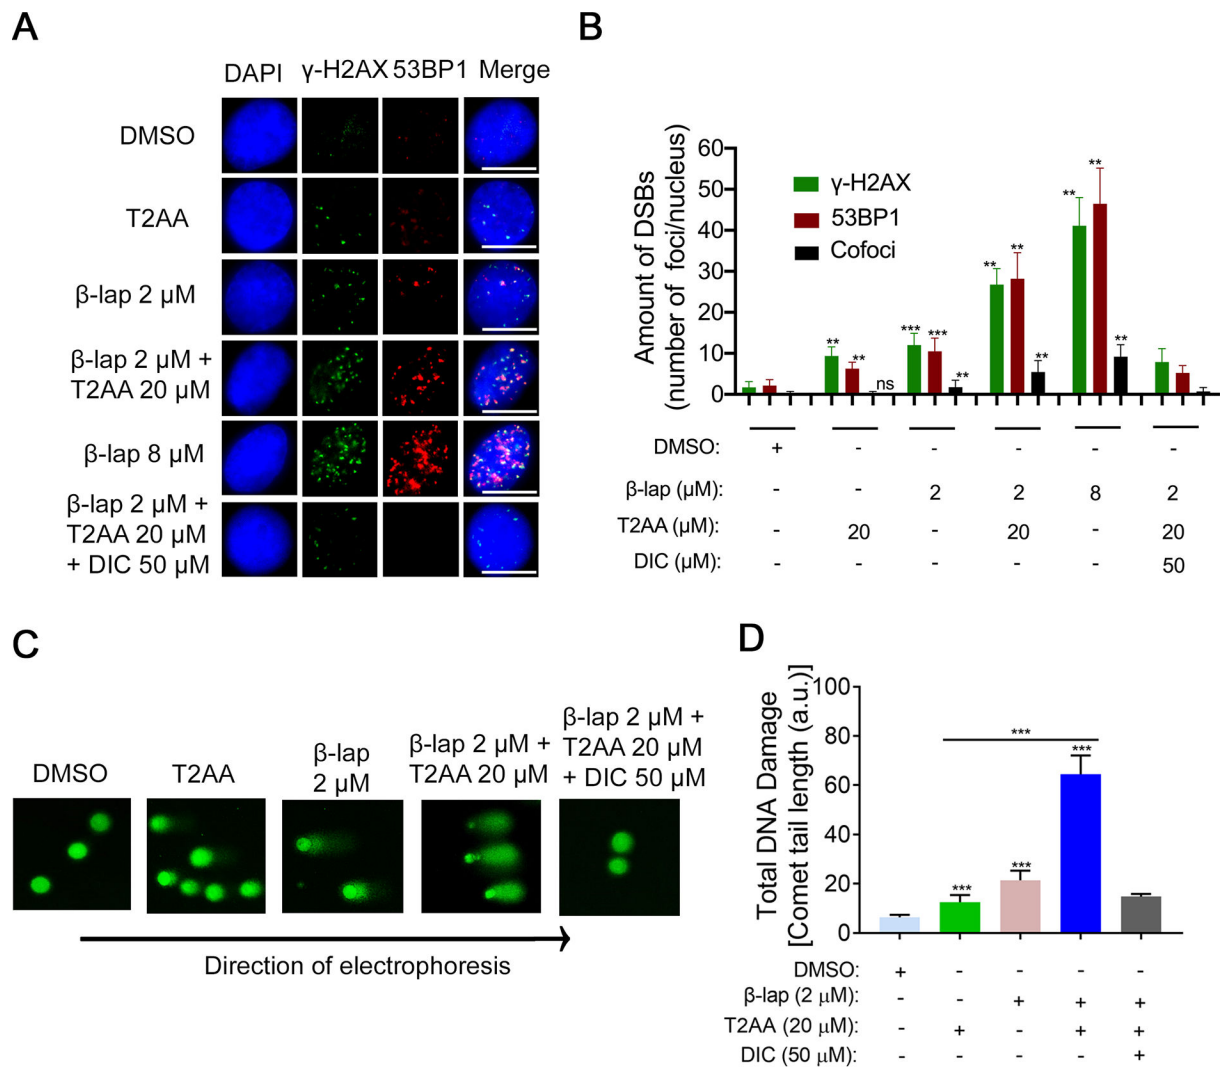 A
DAPI γ-H2AX 53BP1 Merge
DMSO
T2AA
β-lap 2 μM
β-lap 2 μM +
T2AA 20 μM
β-lap 8 μM
β-lap 2 μM +
T2AA 20 μM
+ DIC 50 μM
B
Amount of DSBs
(number of foci/nucleus)
60
50
40
30
20
10
0
γ-H2AX
53BP1
Cofoci
** ** ns *** *** ** ** ** ** ** ** **
DMSO: + - - - - -
β-lap (μM): - - 2 2 8 2
T2AA (μM): - 20 - 20 - 20
DIC (μM): - - - - - 50
C
DMSO
T2AA
β-lap
2 μM
β-lap 2 μM +
T2AA 20 μM
β-lap 2 μM +
T2AA 20 μM
+ DIC 50 μM
Direction of electrophoresis
D
Total DNA Damage
[Comet tail length (a.u.)]
100
80
60
40
20
0
***
*** *** ***
DMSO: + - - - -
β-lap (2 μM): - - + + +
T2AA (20 μM): - + - + +
DIC (50 μM): - - - - +